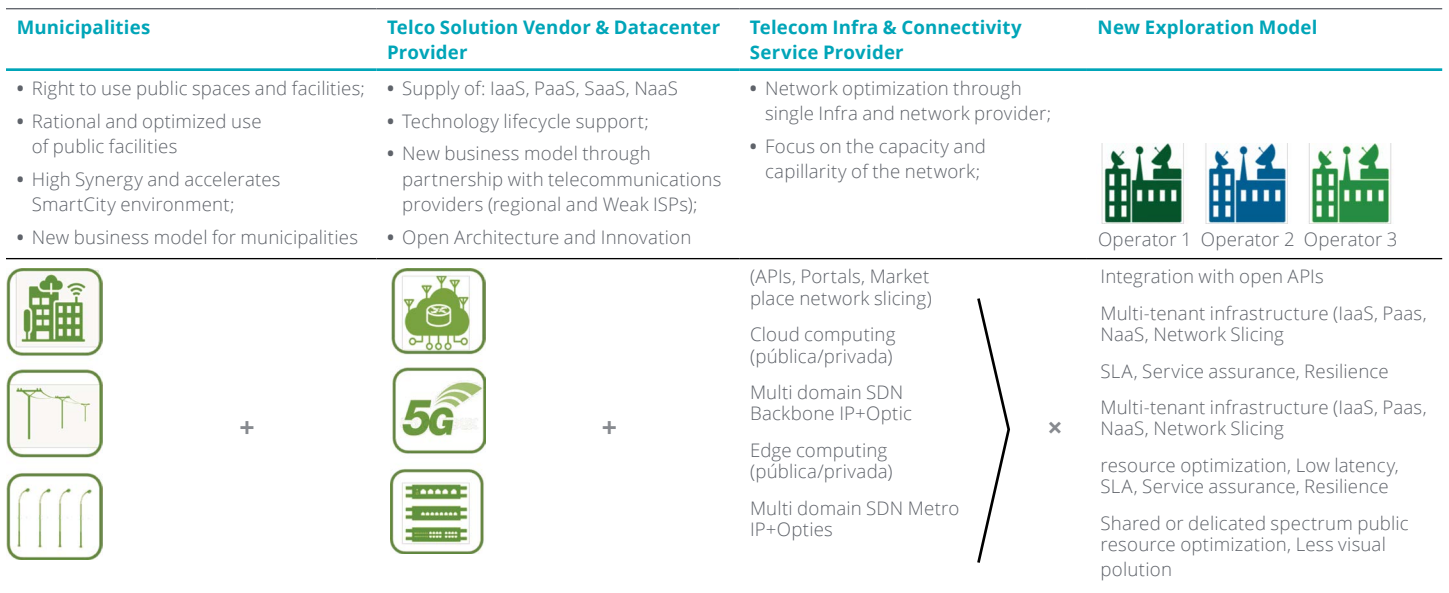 Municipalities
Telco Solution Vendor & Datacenter
Provider
Telecom Infra & Connectivity
Service Provider
New Exploration Model
• Right to use public spaces and facilities;
• Rational and optimized use
of public facilities
• High Synergy and accelerates
SmartCity environment;
• New business model for municipalities
• Supply of: IaaS, PaaS, SaaS, NaaS
• Technology lifecycle support;
• New business model through
partnership with telecommunications
providers (regional and Weak ISPs);
• Open Architecture and Innovation
• Network optimization through
single Infra and network provider;
• Focus on the capacity and
capillarity of the network;
Operator 1 Operator 2 Operator 3
+
5G
+
(APIs, Portals, Market
place network slicing)
Cloud computing
(pública/privada)
Multi domain SDN
Backbone IP+Optic
Edge computing
(pública/privada)
Multi domain SDN Metro
IP+Opties
×
Integration with open APIs
Multi-tenant infrastructure (IaaS, Paas,
NaaS, Network Slicing
SLA, Service assurance, Resilience
Multi-tenant infrastructure (IaaS, Paas,
NaaS, Network Slicing
resource optimization, Low latency,
SLA, Service assurance, Resilience
Shared or delicated spectrum public
resource optimization, Less visual
polution